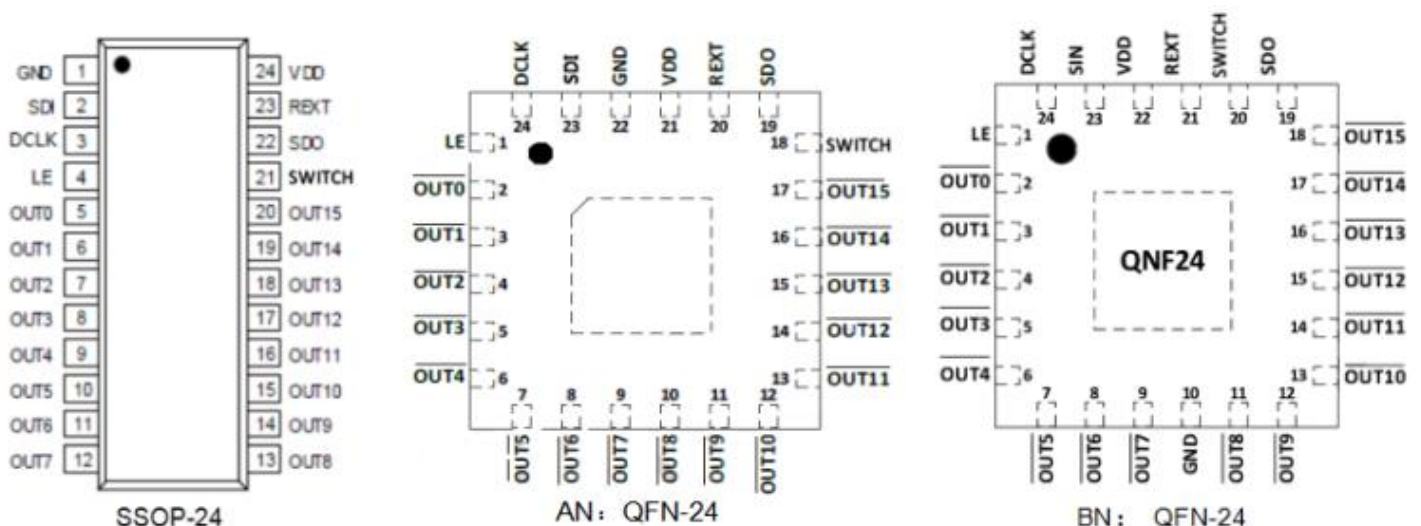 GND 1 24 VDD
SDI 2 23 REXT
DCLK 3 22 SDO
LE 4 21 SWITCH
OUT0 5 20 OUT15
OUT1 6 19 OUT14
OUT2 7 18 OUT13
OUT3 8 17 OUT12
OUT4 9 16 OUT11
OUT5 10 15 OUT10
OUT6 11 14 OUT9
OUT7 12 13 OUT8
SSOP-24
DCLK SDI GND VDD REXT SDO
24 23 22 21 20 19
LE 1 18 SWITCH
OUT0 2 17 OUT15
OUT1 3 16 OUT14
OUT2 4 15 OUT13
OUT3 5 14 OUT12
OUT4 6 13 OUT11
7 8 9 10 11 12
OUT5 OUT6 OUT7 OUT8 OUT9 OUT10
AN：QFN-24
DCLK SIN VDD REXT SWITCH SDO
24 23 22 21 20 19
LE 1 18 OUT15
OUT0 2 17 OUT14
OUT1 3 16 OUT13
QNF24
OUT2 4 15 OUT12
OUT3 5 14 OUT11
OUT4 6 13 OUT10
7 8 9 10 11 12
OUT5 OUT6 OUT7 GND OUT8 OUT9
BN： QFN-24